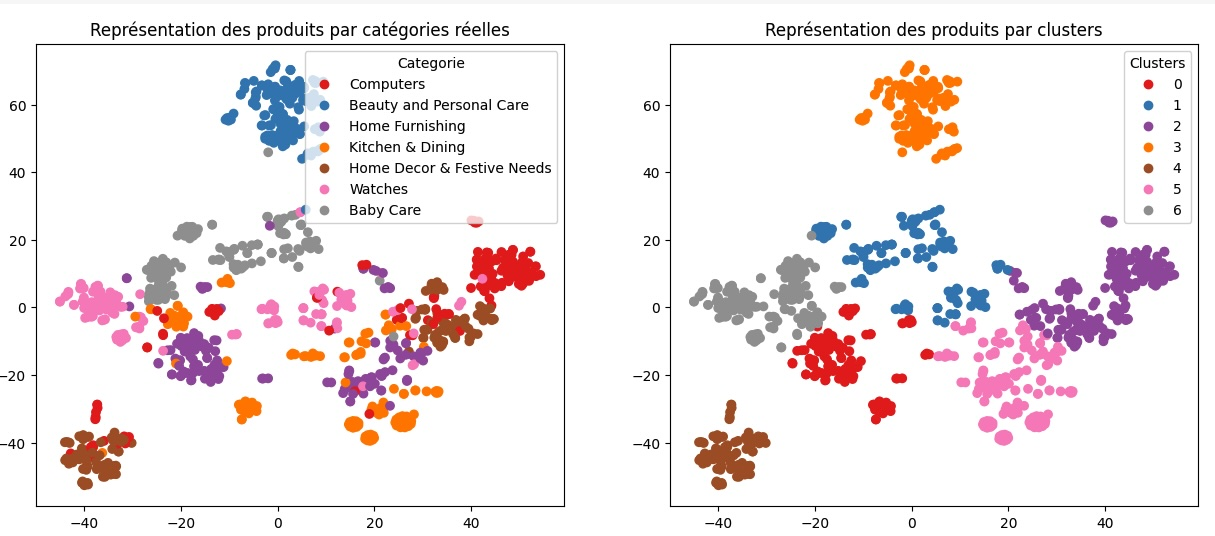 Représentation des produits par catégories réelles
Categorie
Computers
Beauty and Personal Care
Home Furnishing
Kitchen & Dining
Home Decor & Festive Needs
Watches
Baby Care
60
40
20
0
−20
−40
−40
−20
0
20
40
Représentation des produits par clusters
Clusters
0
1
2
3
4
5
6
60
40
20
0
−20
−40
−40
−20
0
20
40